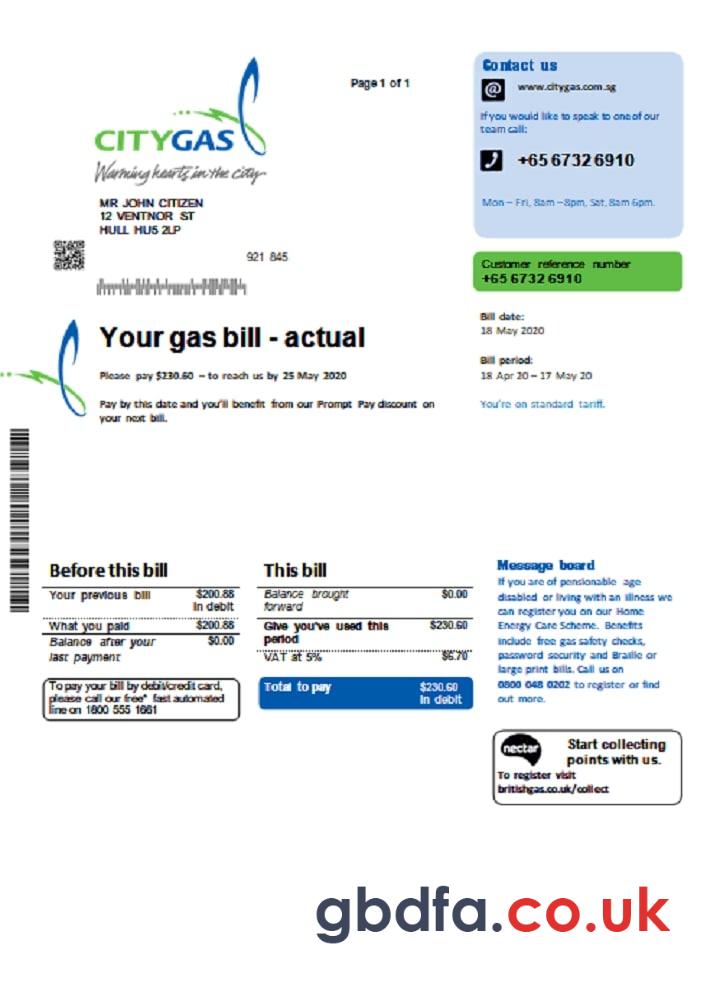 Page 1 of 1
CITYGAS
Warming hearts in the city
MR JOHN CITIZEN
12 VENTNOR ST
HULL HU5 2LP
921 845
Contact us
@ www.citygas.com.sg
If you would like to speak to one of our
team call:
+65 6732 6910
Mon – Fri, 8am – 8pm, Sat, 8am 6pm.
Customer reference number
+65 6732 6910
Your gas bill - actual
Please pay $230.60 – to reach us by 25 May 2020
Pay by this date and you'll benefit from our Prompt Pay discount on
your next bill.
Bill date:
18 May 2020
Bill period:
18 Apr 20 – 17 May 20
You're on standard tariff.
Before this bill
Your previous bill $200.88
In debit
What you paid $200.88
Balance after your $0.00
last payment
To pay your bill by debit/credit card,
please call our free* fast automated
line on 1800 555 1661
This bill
Balance brought $0.00
forward
Give you've used this $230.60
period
VAT at 5% $6.70
Total to pay $230.60
In debit
Message board
If you are of pensionable age
disabled or living with an illness we
can register you on our Home
Energy Care Scheme. Benefits
include free gas safety checks,
password security and Braille or
large print bills. Call us on
0800 048 0202 to register or find
out more.
nectar
Start collecting
points with us.
To register visit
britishgas.co.uk/collect
gbdfa.co.uk